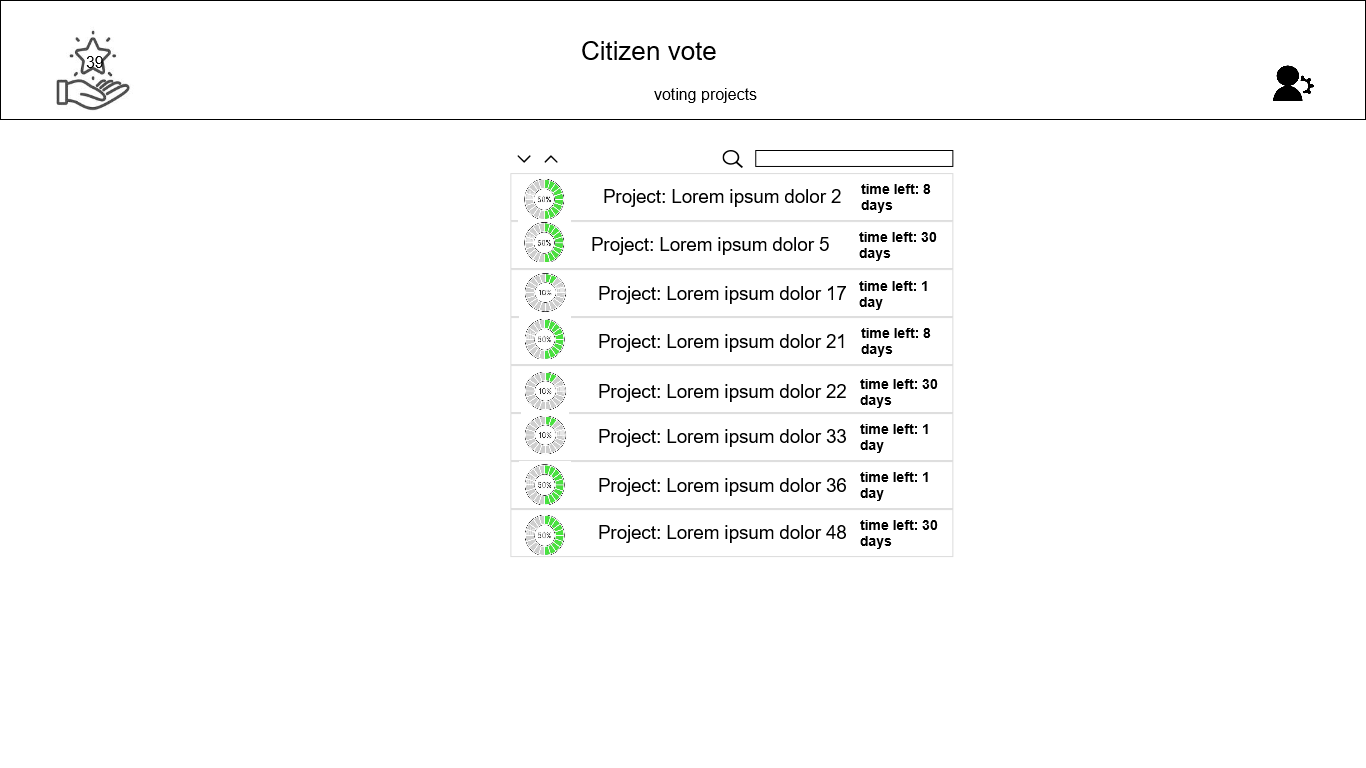 39
Citizen vote
voting projects
50%
Project: Lorem ipsum dolor 2
time left: 8
days
50%
Project: Lorem ipsum dolor 5
time left: 30
days
10%
Project: Lorem ipsum dolor 17
time left: 1
day
50%
Project: Lorem ipsum dolor 21
time left: 8
days
10%
Project: Lorem ipsum dolor 22
time left: 30
days
10%
Project: Lorem ipsum dolor 33
time left: 1
day
50%
Project: Lorem ipsum dolor 36
time left: 1
day
50%
Project: Lorem ipsum dolor 48
time left: 30
days